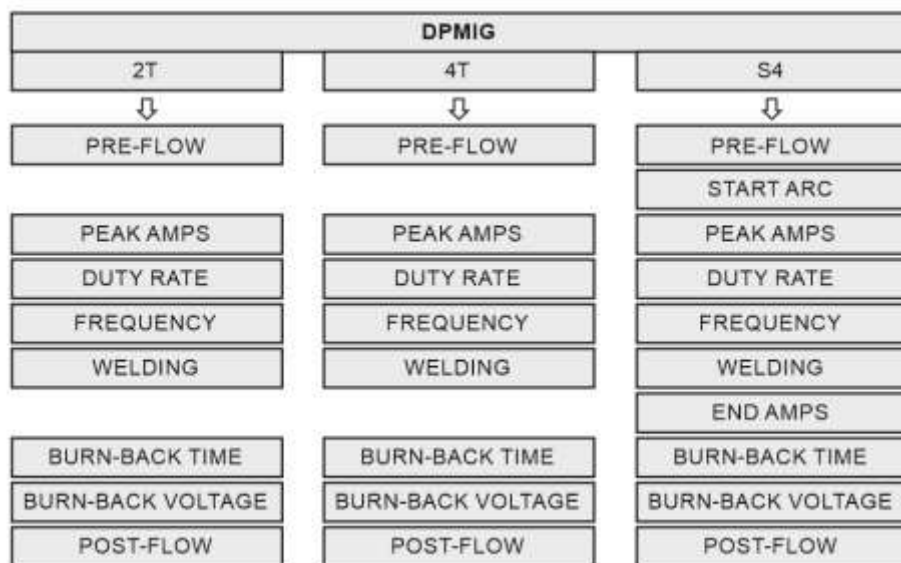 DPMIG
2T 4T S4
PRE-FLOW PRE-FLOW PRE-FLOW
START ARC
PEAK AMPS PEAK AMPS PEAK AMPS
DUTY RATE DUTY RATE DUTY RATE
FREQUENCY FREQUENCY FREQUENCY
WELDING WELDING WELDING
END AMPS
BURN-BACK TIME BURN-BACK TIME BURN-BACK TIME
BURN-BACK VOLTAGE BURN-BACK VOLTAGE BURN-BACK VOLTAGE
POST-FLOW POST-FLOW POST-FLOW